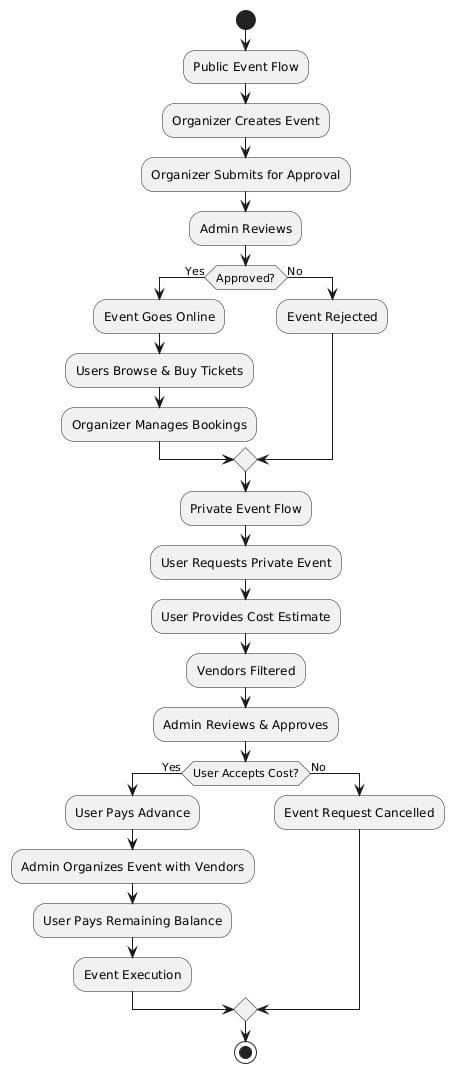 Public Event Flow
Organizer Creates Event
Organizer Submits for Approval
Admin Reviews
Yes
Approved?
No
Event Goes Online
Event Rejected
Users Browse & Buy Tickets
Organizer Manages Bookings
Private Event Flow
User Requests Private Event
User Provides Cost Estimate
Vendors Filtered
Admin Reviews & Approves
Yes
User Accepts Cost?
No
User Pays Advance
Event Request Cancelled
Admin Organizes Event with Vendors
User Pays Remaining Balance
Event Execution